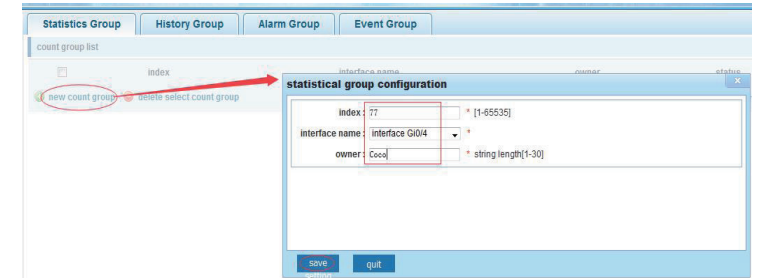 Statistics Group History Group Alarm Group Event Group
count group list
index interface name owner status
new count group delete select count group
statistical group configuration x
index: 77 * [1-65535]
interface name: interface Gi0/4 *
owner: Coco * string length[1-30]
save quit
setting